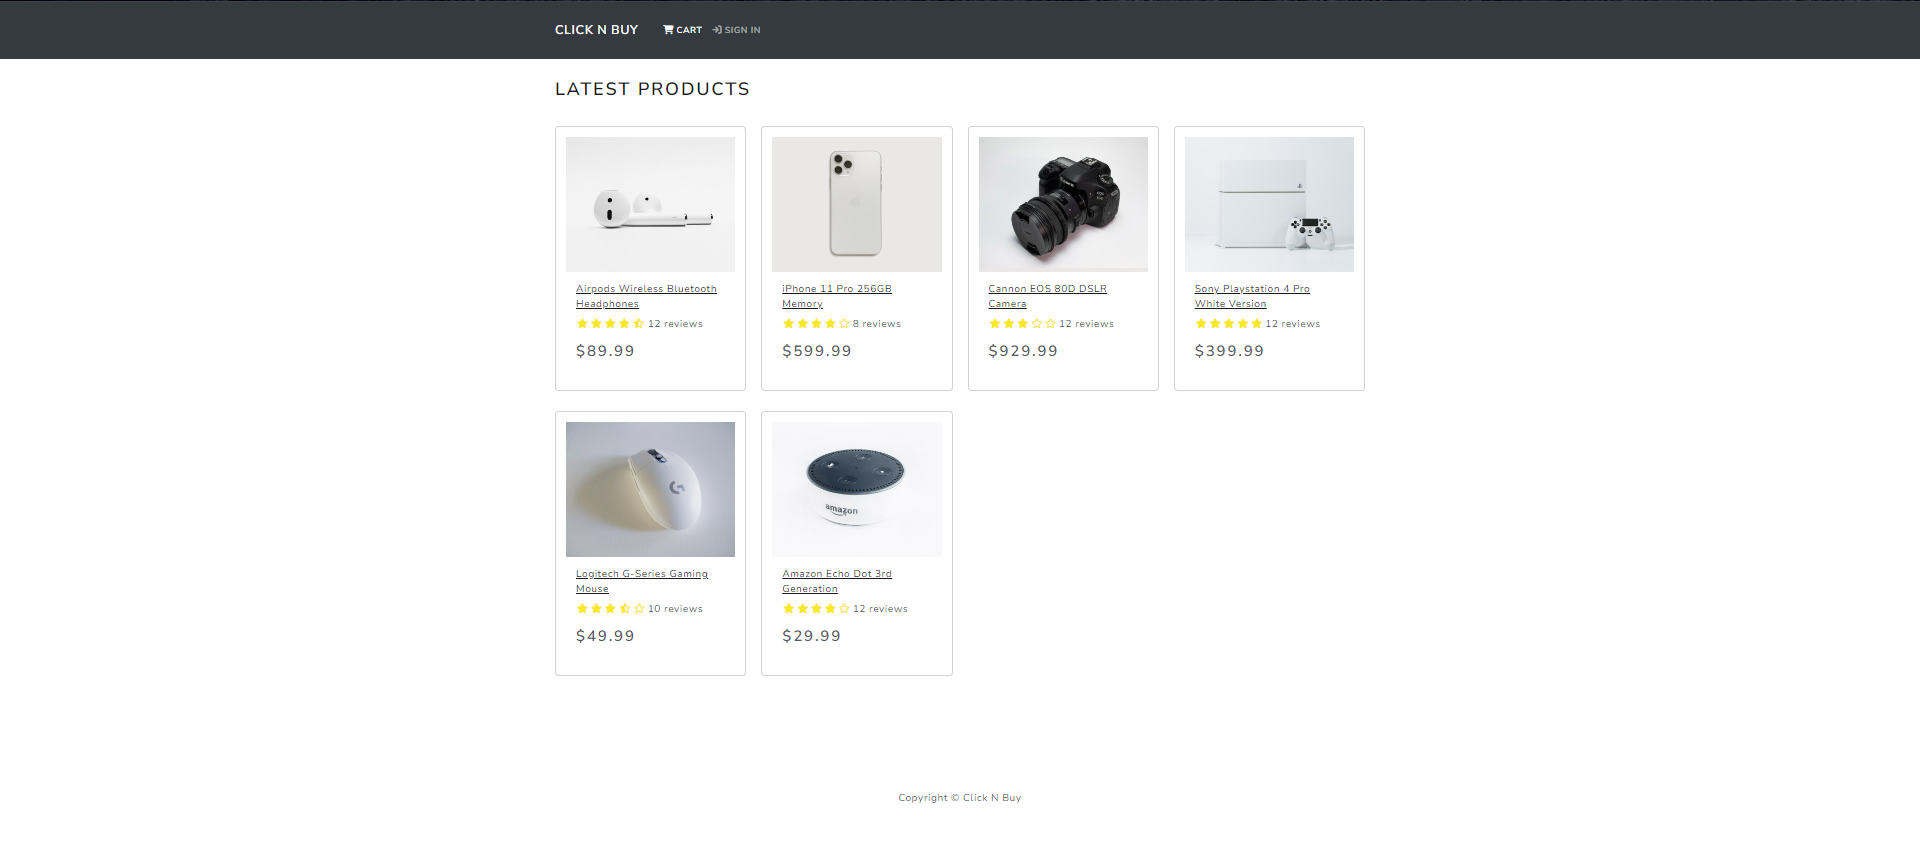 CLICK N BUY CART SIGN IN
LATEST PRODUCTS
Airpods Wireless Bluetooth
Headphones
12 reviews
$89.99
iPhone 11 Pro 256GB
Memory
8 reviews
$599.99
Cannon EOS 80D DSLR
Camera
12 reviews
$929.99
Sony Playstation 4 Pro
White Version
12 reviews
$399.99
Logitech G-Series Gaming
Mouse
10 reviews
$49.99
amazon
Amazon Echo Dot 3rd
Generation
12 reviews
$29.99
Copyright © Click N Buy